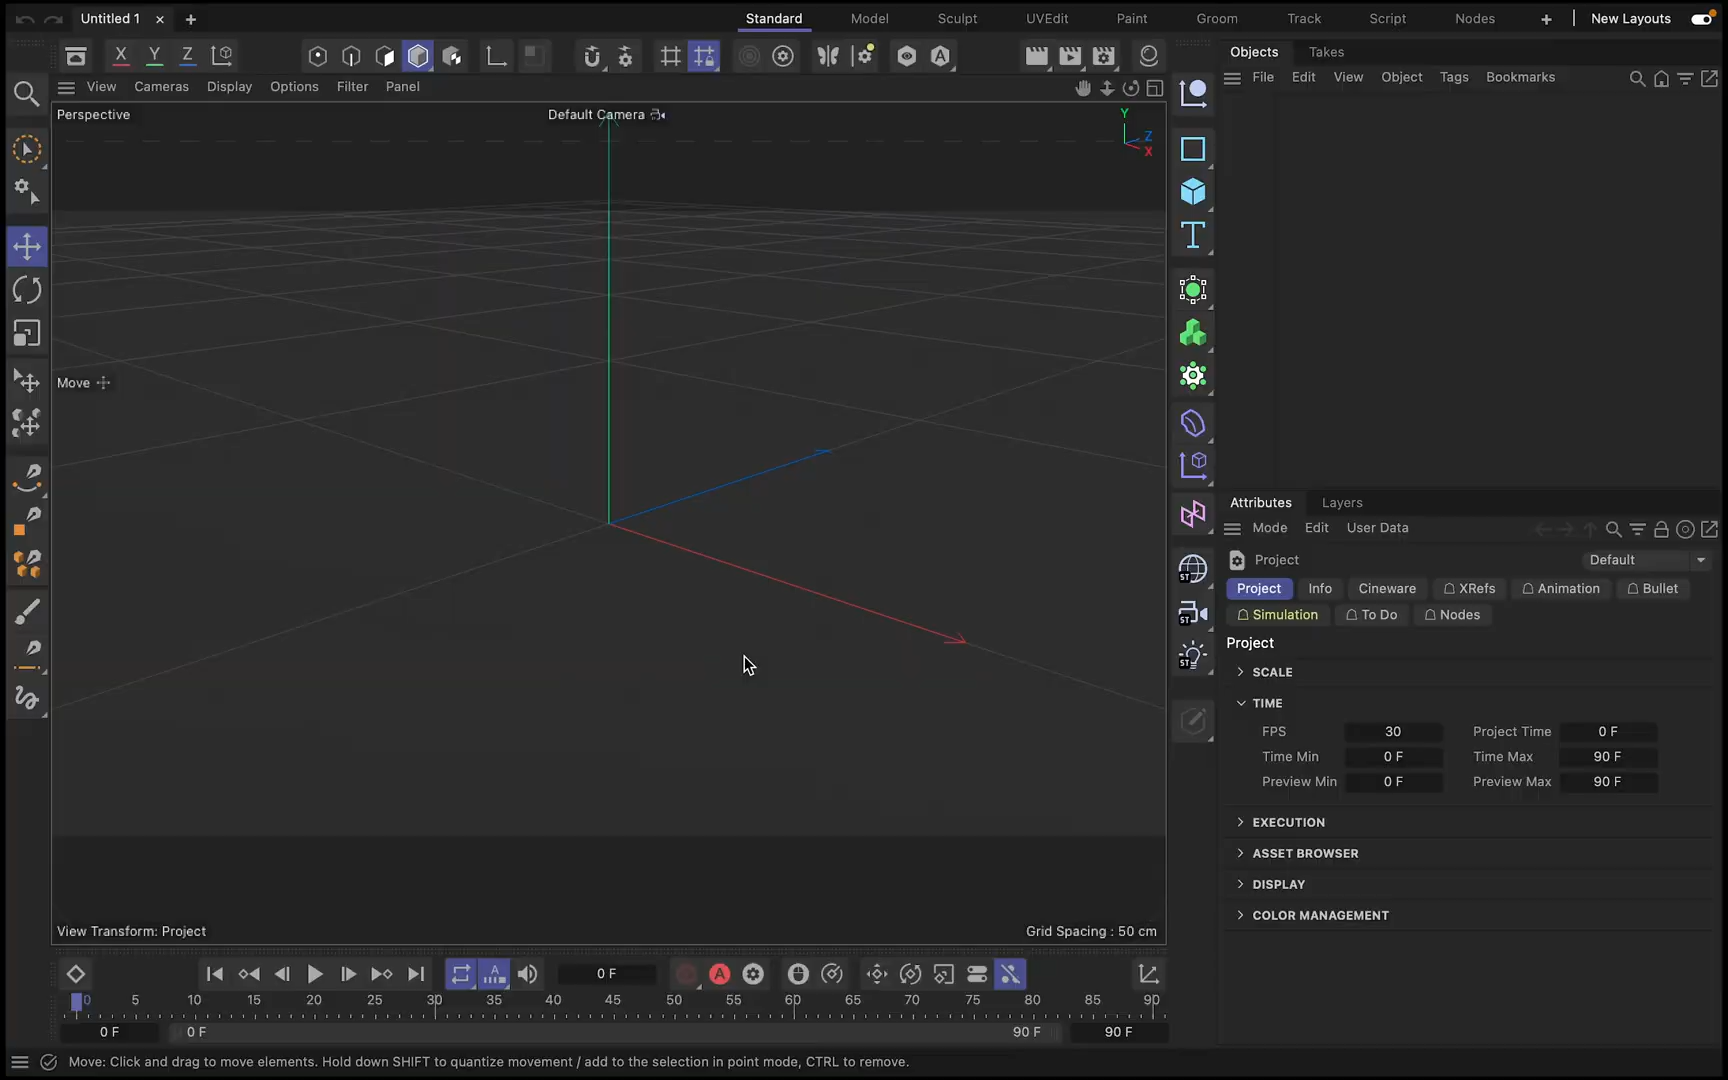 Untitled 1
Standard Model Sculpt UVEdit Paint Groom Track Script Nodes New Layouts
X Y Z
View Cameras Display Options Filter Panel
Perspective
Default Camera
Y
Z
X
Move
View Transform: Project
Grid Spacing : 50 cm
T
ST
ST
ST
Objects Takes
File Edit View Object Tags Bookmarks
Attributes Layers
Mode Edit User Data
Project Default
Project Info Cineware XRefs Animation Bullet
Simulation To Do Nodes
Project
SCALE
TIME
FPS 30 Project Time 0 F
Time Min 0 F Time Max 90 F
Preview Min 0 F Preview Max 90 F
EXECUTION
ASSET BROWSER
DISPLAY
COLOR MANAGEMENT
A 0 F A
0 5 10 15 20 25 30 35 40 45 50 55 60 65 70 75 80 85 90
0 F 0 F 90 F 90 F
Move: Click and drag to move elements. Hold down SHIFT to quantize movement / add to the selection in point mode, CTRL to remove.